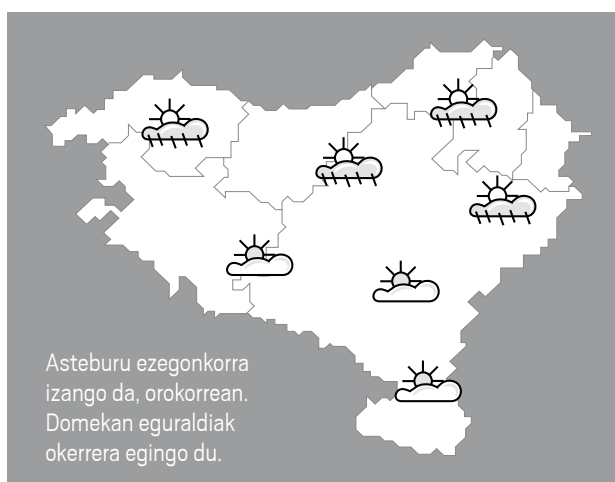 Asteburu ezegonkorra
izango da, orokorrean.
Domekan eguraldiak
okerrera egingo du.